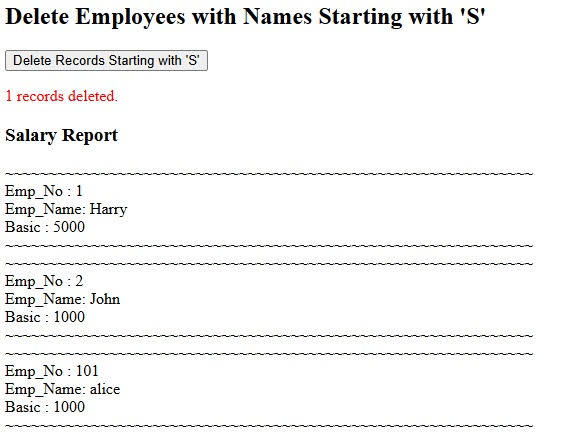 Delete Employees with Names Starting with 'S'
Delete Records Starting with 'S'
1 records deleted.
Salary Report
~~~~~~~~~~~~~~~~~~~~~~~~~~~~~~~~~~~~~~~~~~~~~~~~~~~~~~~~~~~~~
Emp_No : 1
Emp_Name: Harry
Basic : 5000
~~~~~~~~~~~~~~~~~~~~~~~~~~~~~~~~~~~~~~~~~~~~~~~~~~~~~~~~~~~~~
~~~~~~~~~~~~~~~~~~~~~~~~~~~~~~~~~~~~~~~~~~~~~~~~~~~~~~~~~~~~~
Emp_No : 2
Emp_Name: John
Basic : 1000
~~~~~~~~~~~~~~~~~~~~~~~~~~~~~~~~~~~~~~~~~~~~~~~~~~~~~~~~~~~~~
~~~~~~~~~~~~~~~~~~~~~~~~~~~~~~~~~~~~~~~~~~~~~~~~~~~~~~~~~~~~~
Emp_No : 101
Emp_Name: alice
Basic : 1000
~~~~~~~~~~~~~~~~~~~~~~~~~~~~~~~~~~~~~~~~~~~~~~~~~~~~~~~~~~~~~